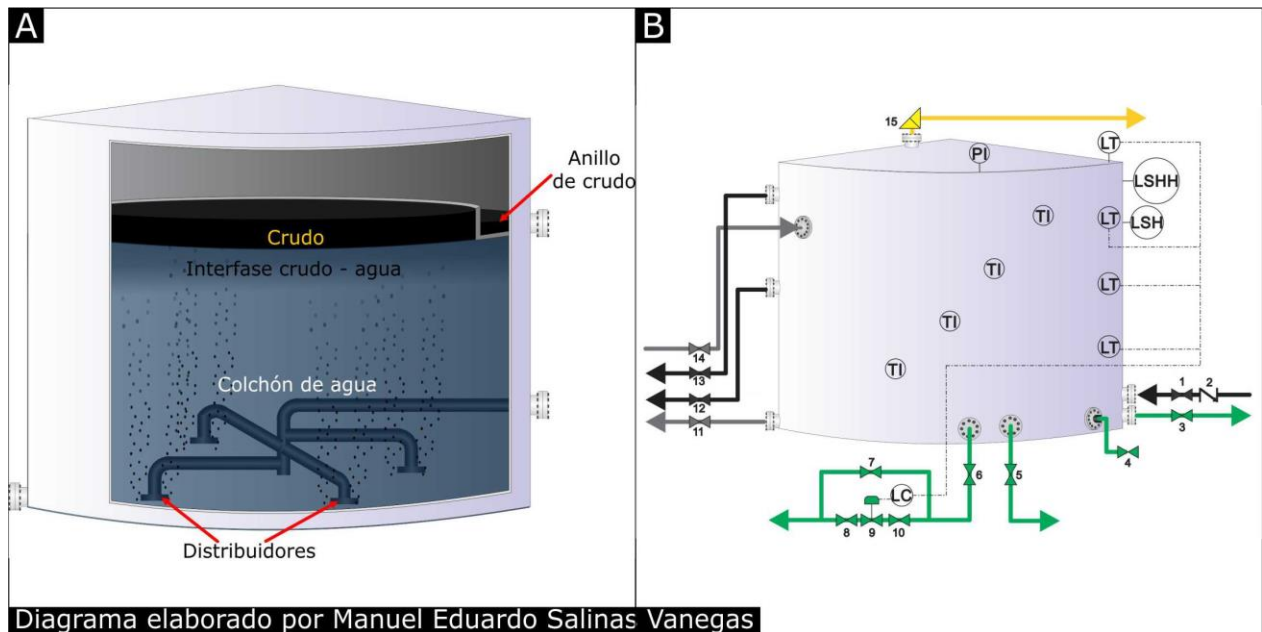 A
Anillo
de crudo
Crudo
Interfase crudo - agua
Colchón de agua
Distribuidores
B
15
PI
LT
LSHH
TI
LT
LSH
TI
LT
TI
LT
TI
14
13
12
11
1
2
3
4
7
6
5
LC
8
9
10
Diagrama elaborado por Manuel Eduardo Salinas Vanegas